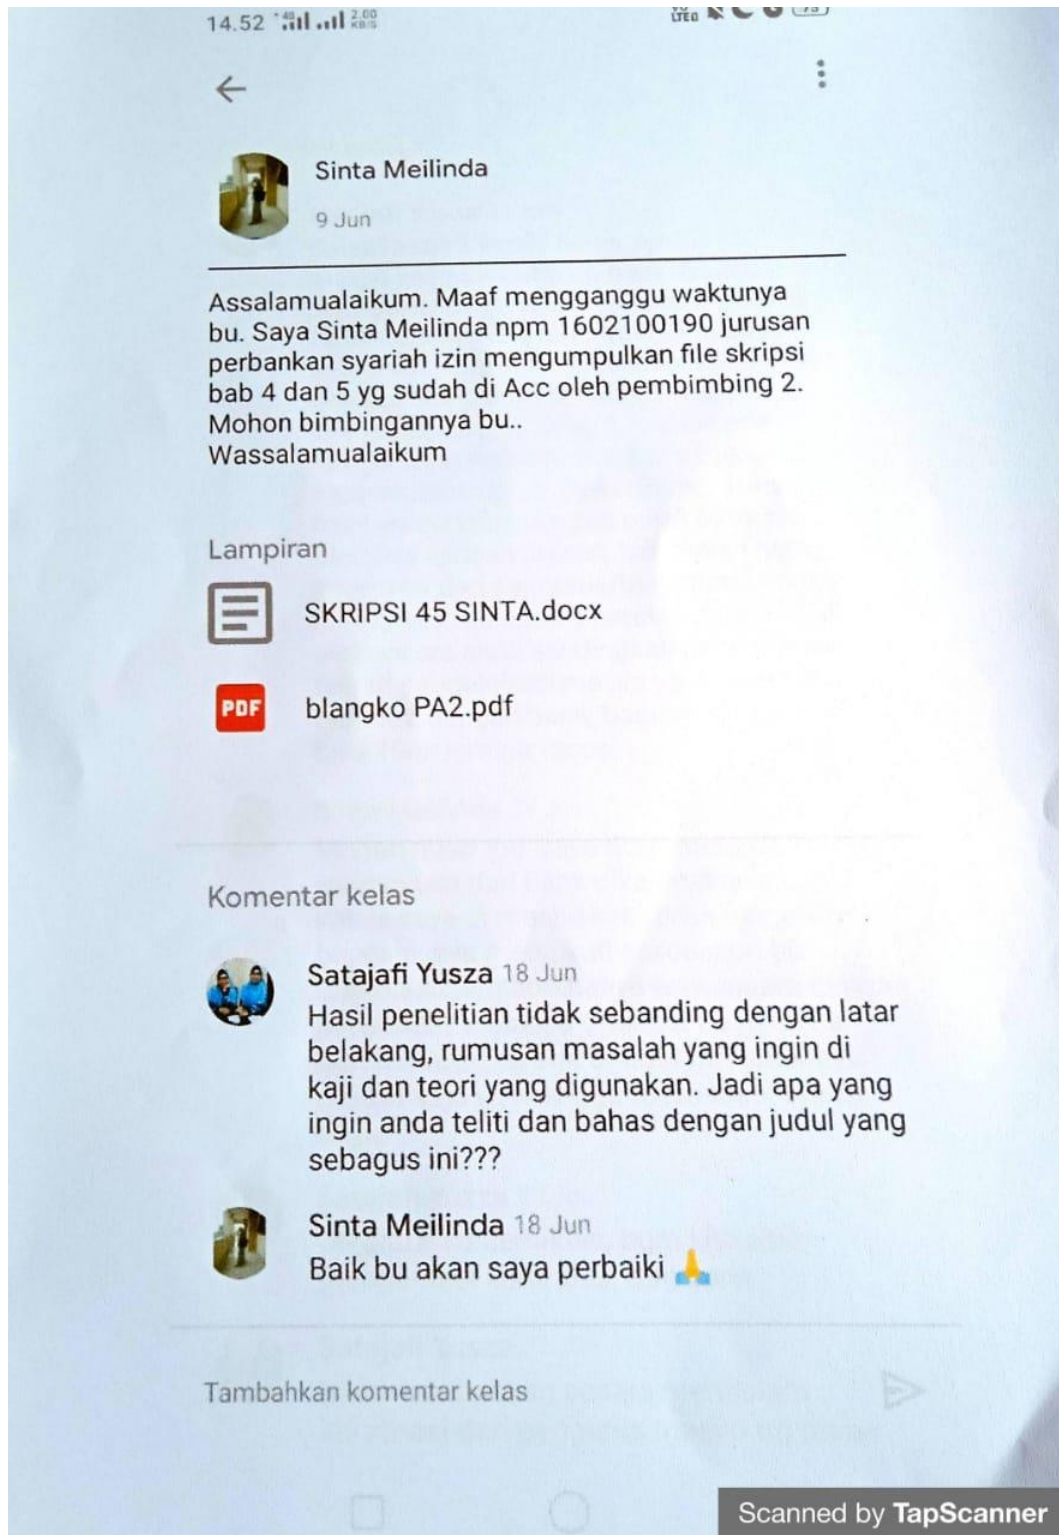 14.52 4G 2.00 KB/S
Sinta Meilinda
9 Jun
Assalamualaikum. Maaf mengganggu waktunya
bu. Saya Sinta Meilinda npm 1602100190 jurusan
perbankan syariah izin mengumpulkan file skripsi
bab 4 dan 5 yg sudah di Acc oleh pembimbing 2.
Mohon bimbingannya bu..
Wassalamualaikum
Lampiran
SKRIPSI 45 SINTA.docx
PDF blangko PA2.pdf
Komentar kelas
Satajafi Yusza 18 Jun
Hasil penelitian tidak sebanding dengan latar
belakang, rumusan masalah yang ingin di
kaji dan teori yang digunakan. Jadi apa yang
ingin anda teliti dan bahas dengan judul yang
sebagus ini???
Sinta Meilinda 18 Jun
Baik bu akan saya perbaiki 🙏
Tambahkan komentar kelas
Scanned by TapScanner